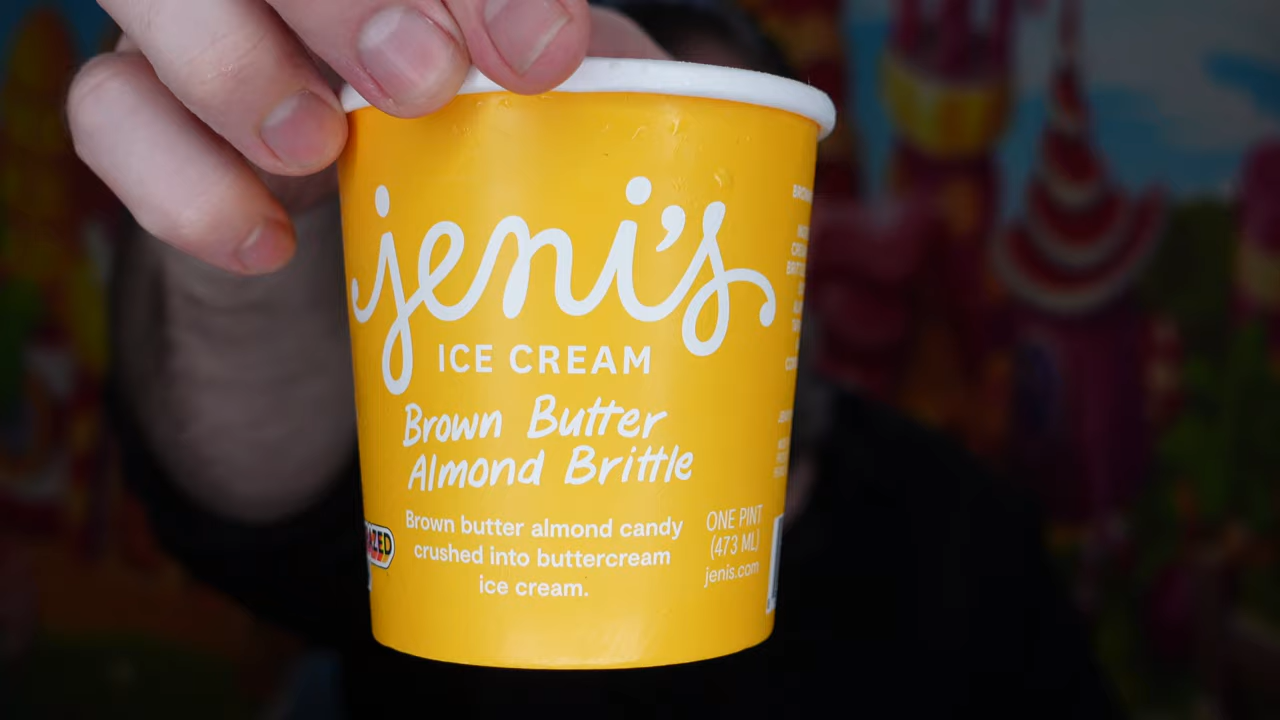 jeni's
ICE CREAM
Brown Butter
Almond Brittle
Brown butter almond candy
crushed into buttercream
ice cream.
ONE PINT
(473 ML)
jenis.com